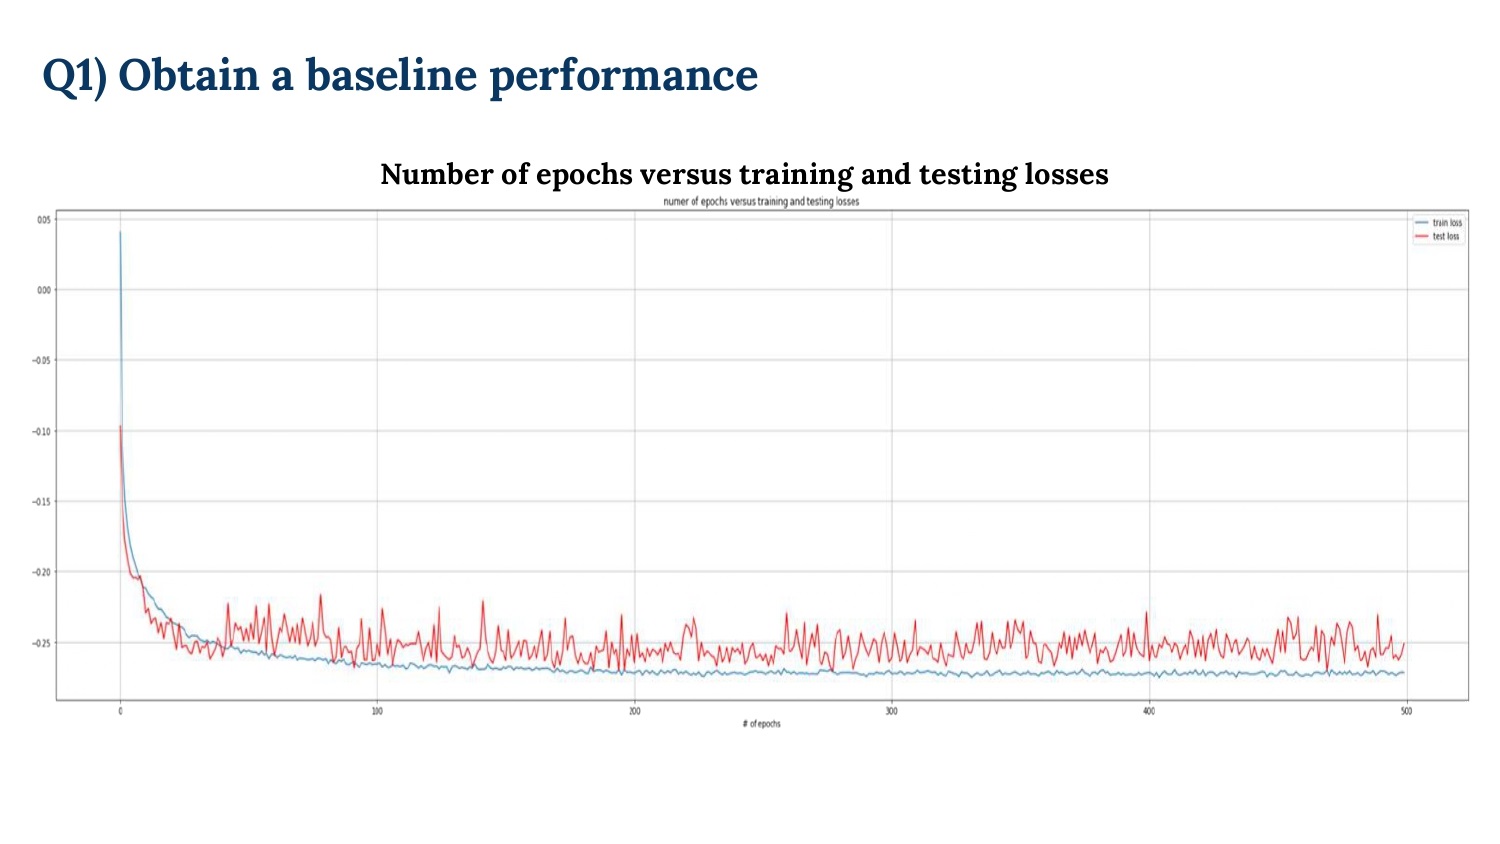 Q1) Obtain a baseline performance
Number of epochs versus training and testing losses
numer of epochs versus training and testing losses
0.05
train loss
test loss
0.00
−0.05
−0.10
−0.15
−0.20
−0.25
0
100
200
300
400
500
# of epochs